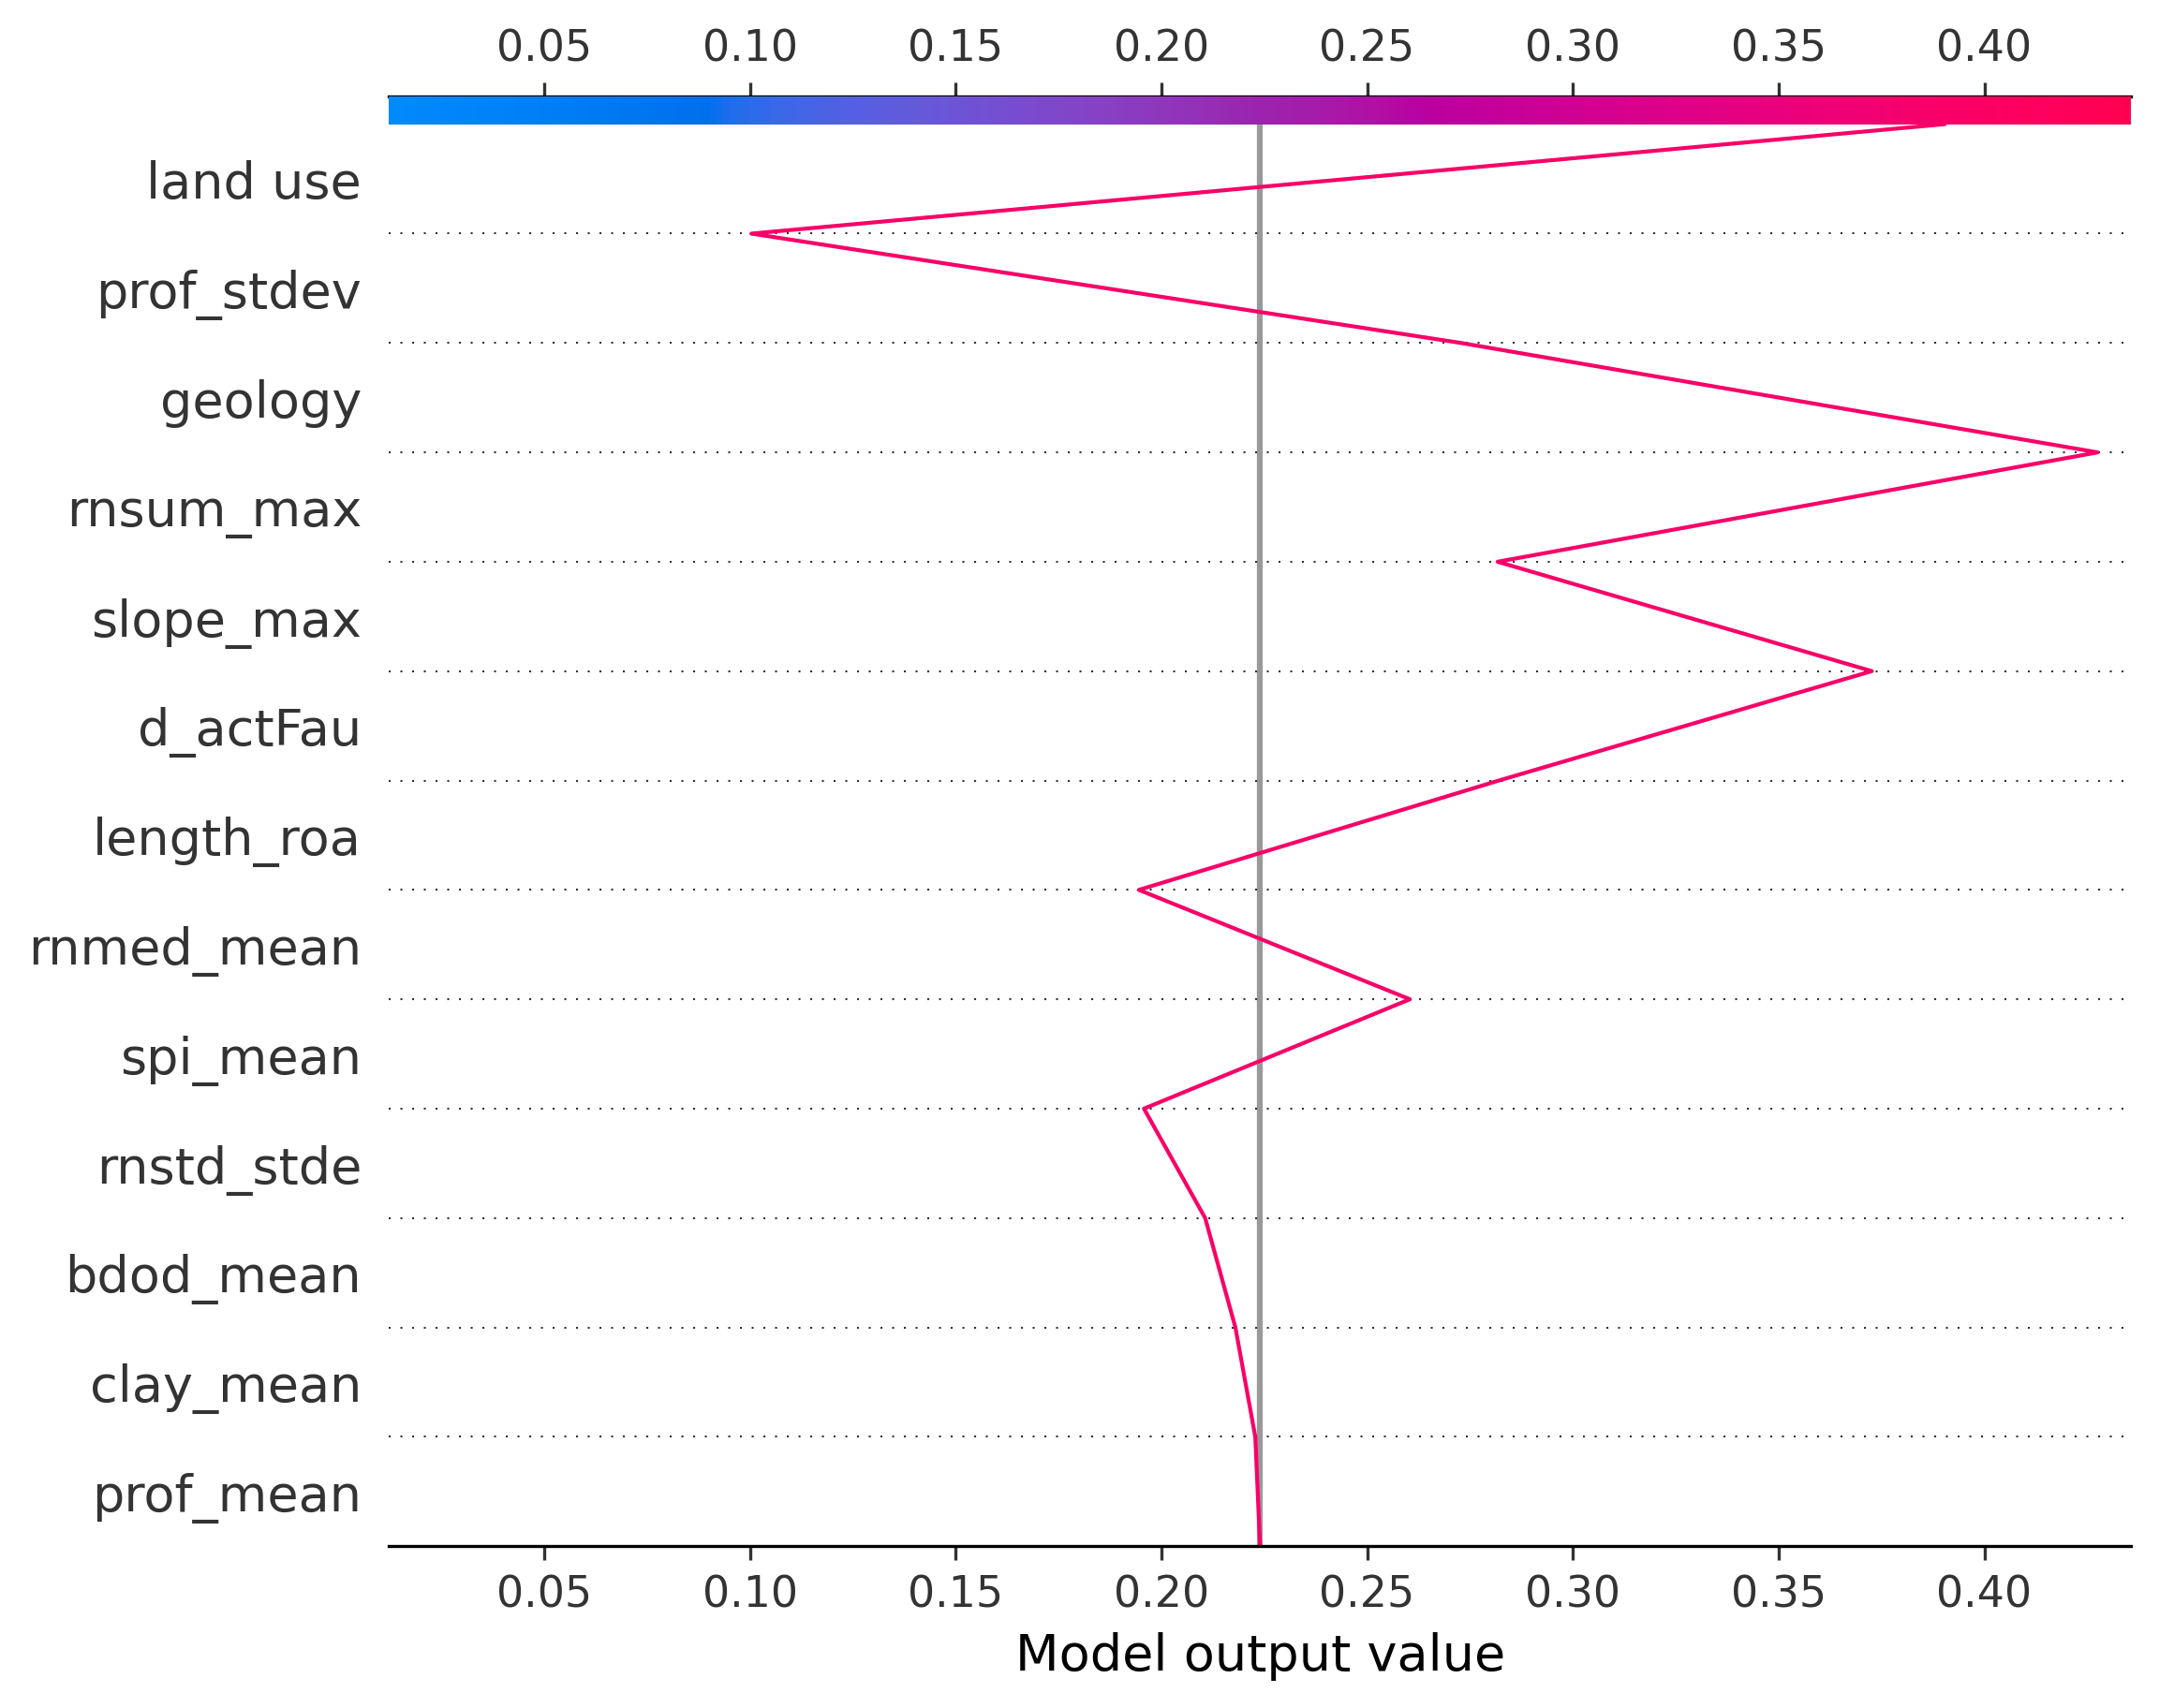 0.05 0.10 0.15 0.20 0.25 0.30 0.35 0.40
land use
prof_stdev
geology
rnsum_max
slope_max
d_actFau
length_roa
rnmed_mean
spi_mean
rnstd_stde
bdod_mean
clay_mean
prof_mean
0.05 0.10 0.15 0.20 0.25 0.30 0.35 0.40
Model output value